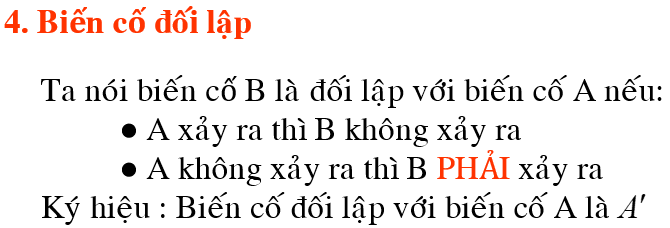 4. Biến cố đối lập
Ta nói biến cố B là đối lập với biến cố A nếu:
● A xảy ra thì B không xảy ra
● A không xảy ra thì B PHẢI xảy ra
Ký hiệu : Biến cố đối lập với biến cố A là A′